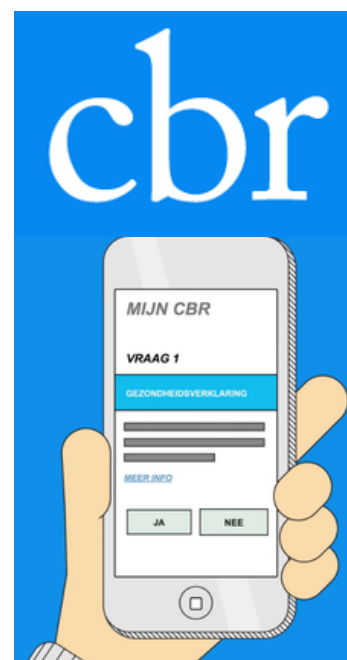 cbr
MIJN CBR
VRAAG 1
GEZONDHEIDSVERKLARING
MEER INFO
JA NEE